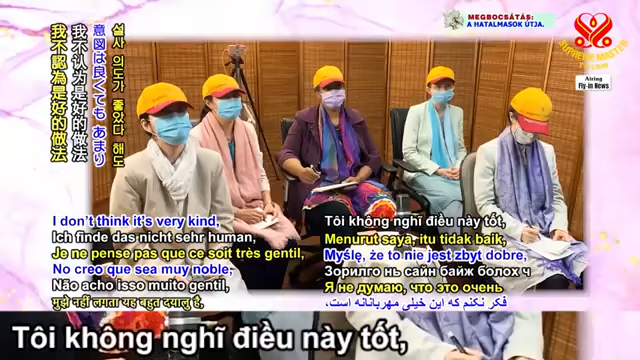 MEGBOCSÁTÁS:
A HATALMASOK ÚTJA.
SUPREME MASTER
TELEVISION
Airing
Fly-in News
설사 의도가 좋았다 해도
意図は良くても あまり
我不认为是好的做法
我不認為是好的做法
I don't think it's very kind,
Ich finde das nicht sehr human,
Je ne pense pas que ce soit très gentil,
No creo que sea muy noble,
Não acho isso muito gentil,
मुझे नहीं लगता यह बहुत दयालु है,
Tôi không nghĩ điều này tốt,
Menurut saya, itu tidak baik,
Myślę, że to nie jest zbyt dobre,
Зорилго нь сайн байж болох ч
Я не думаю, что это очень
فکر نکنم که این خیلی مهربانانه است،
Tôi không nghĩ điều này tốt,